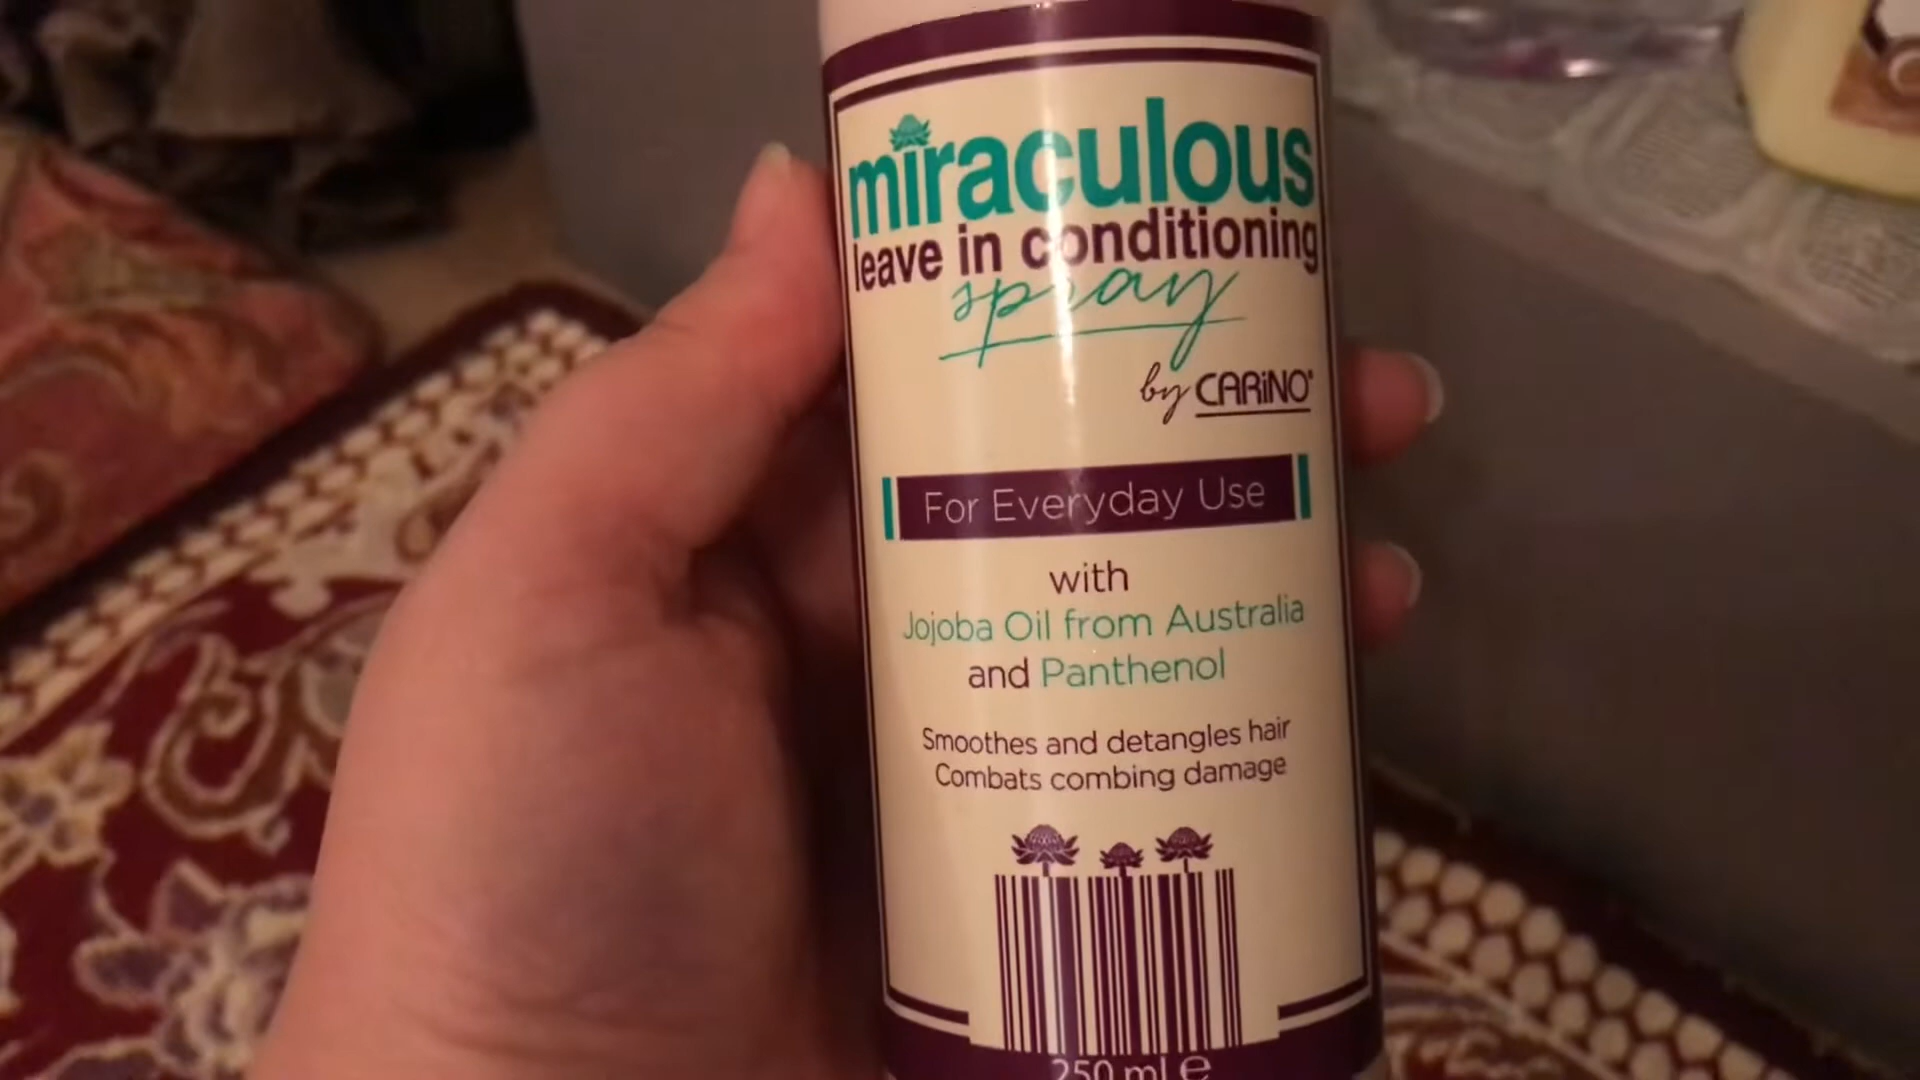 miraculous
leave in conditioning
spray
by CARiNO®
For Everyday Use
with
Jojoba Oil from Australia
and Panthenol
Smoothes and detangles hair
Combats combing damage
250 ml ℮